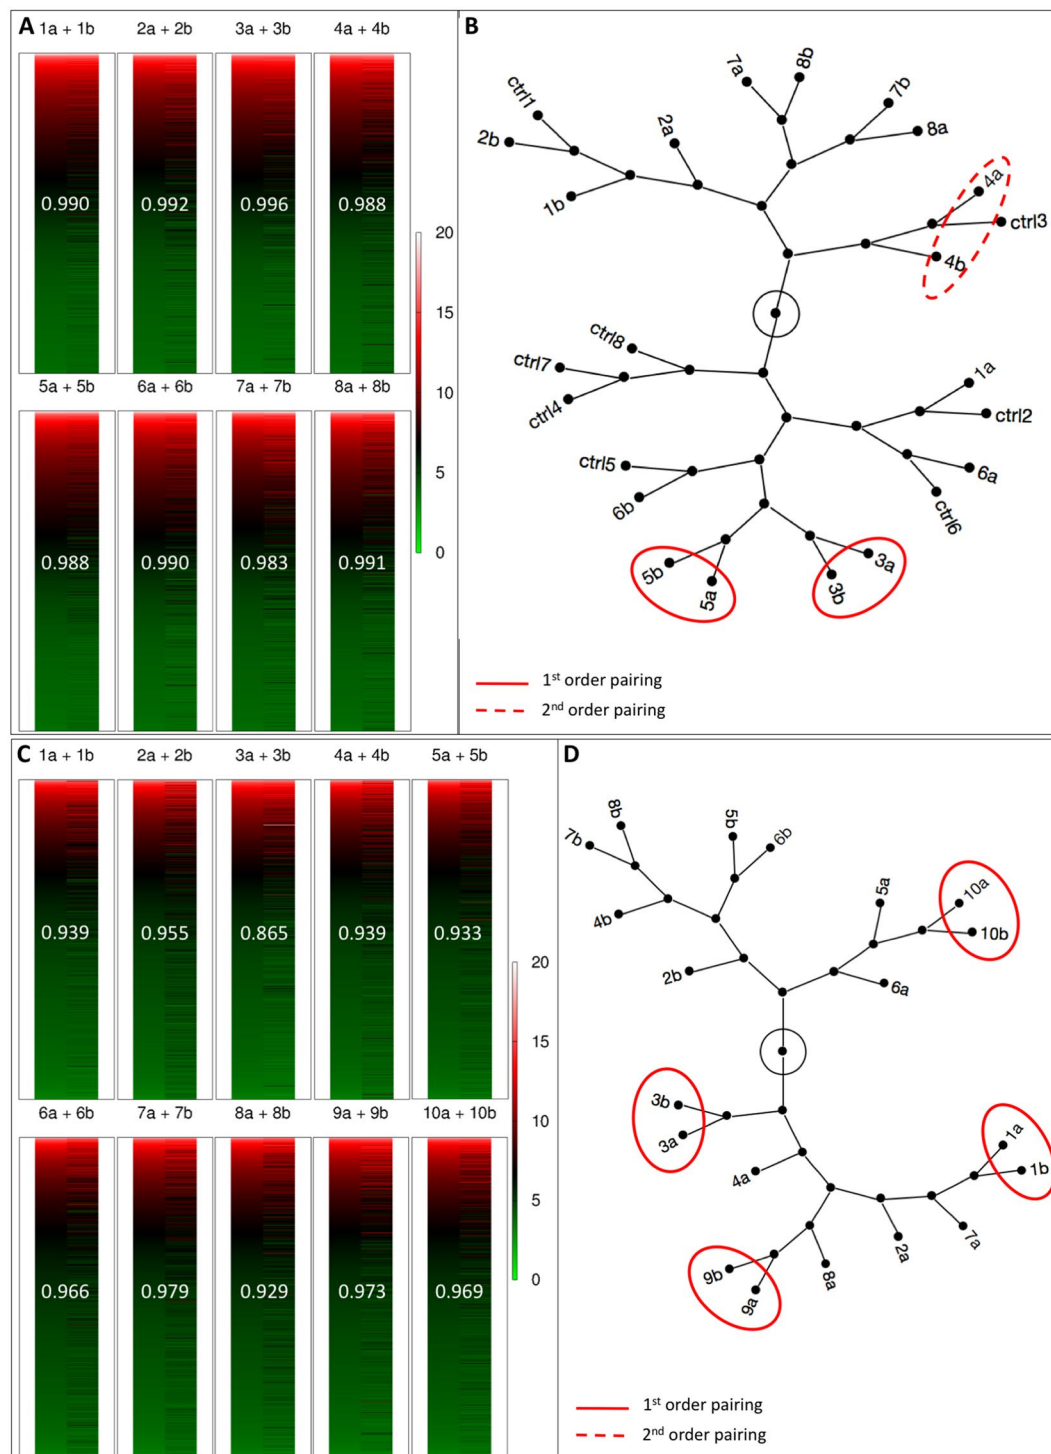 A
1a + 1b 2a + 2b 3a + 3b 4a + 4b
0.990 0.992 0.996 0.988
20
15
10
5
0
5a + 5b 6a + 6b 7a + 7b 8a + 8b
0.988 0.990 0.983 0.991
B
7a
8b
7b
8a
ctrl1
2b
2a
1b
4a
ctrl3
4b
ctrl8
ctrl7
ctrl4
1a
ctrl2
6a
ctrl6
ctrl5
6b
5b
5a
3a
3b
1st order pairing
2nd order pairing
C
1a + 1b 2a + 2b 3a + 3b 4a + 4b 5a + 5b
0.939 0.955 0.865 0.939 0.933
20
15
10
5
0
6a + 6b 7a + 7b 8a + 8b 9a + 9b 10a + 10b
0.966 0.979 0.929 0.973 0.969
D
8b
7b
5b
6b
4b
2b
5a
10a
10b
6a
3b
3a
4a
1a
1b
7a
2a
8a
9b
9a
1st order pairing
2nd order pairing